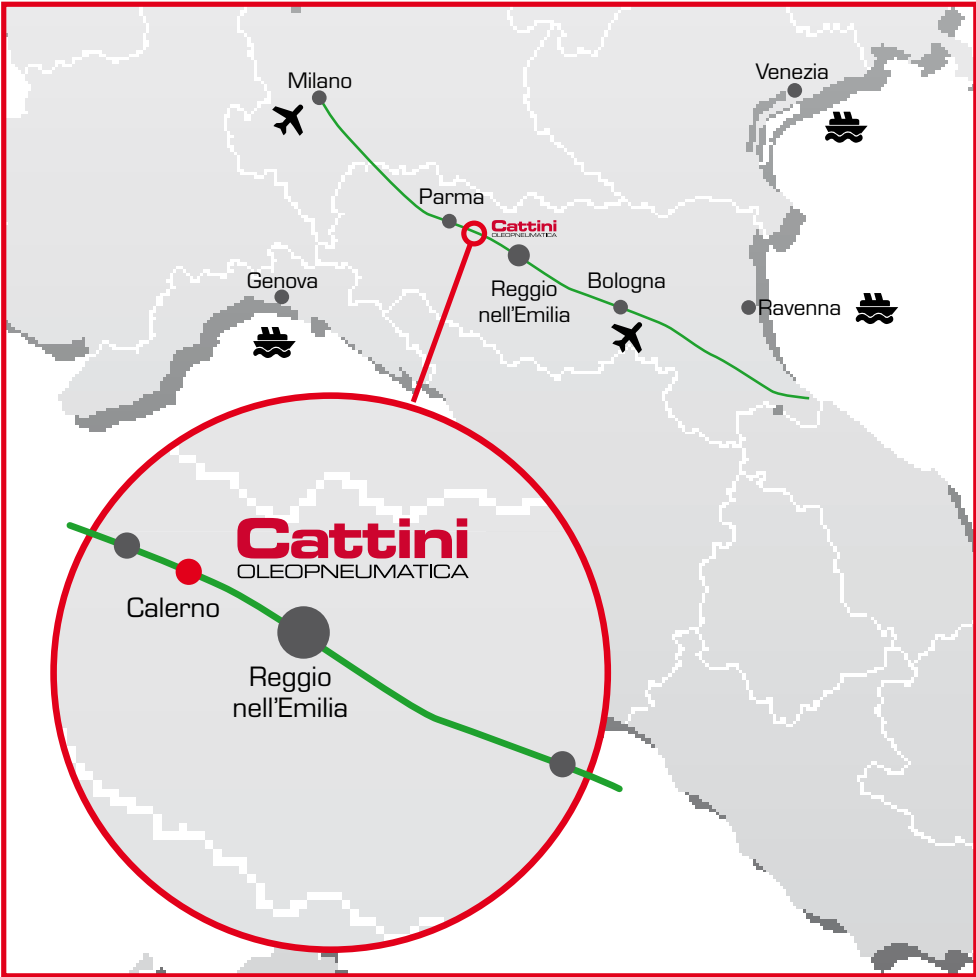 Milano
Venezia
Parma
Cattini
OLEOPNEUMATICA
Genova
Reggio
nell'Emilia
Bologna
Ravenna
Cattini
OLEOPNEUMATICA
Calerno
Reggio
nell'Emilia